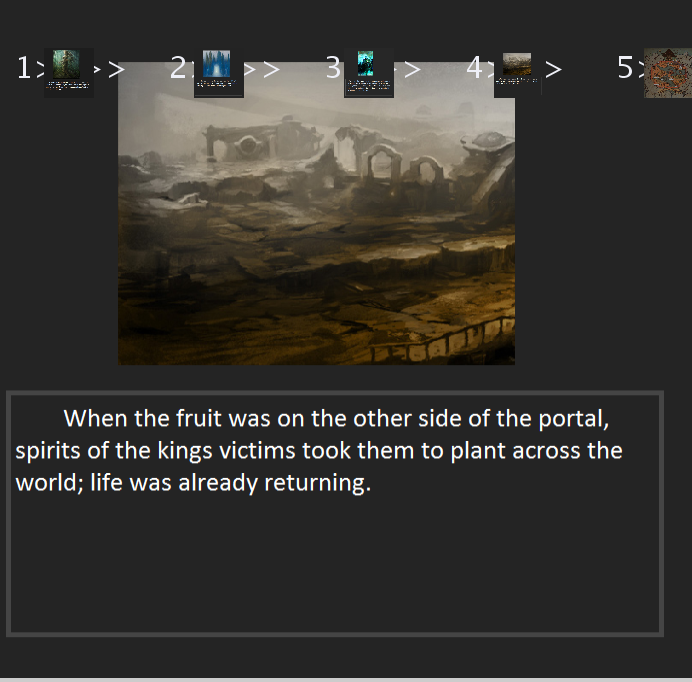 1>>> 2>>> 3>> 4>> 5>
When the fruit was on the other side of the portal,
spirits of the kings victims took them to plant across the
world; life was already returning.